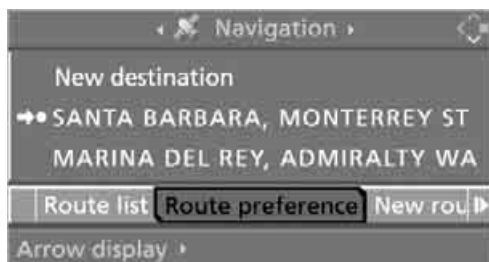 Navigation
New destination
SANTA BARBARA, MONTERREY ST
MARINA DEL REY, ADMIRALTY WA
Route list Route preference New rou
Arrow display